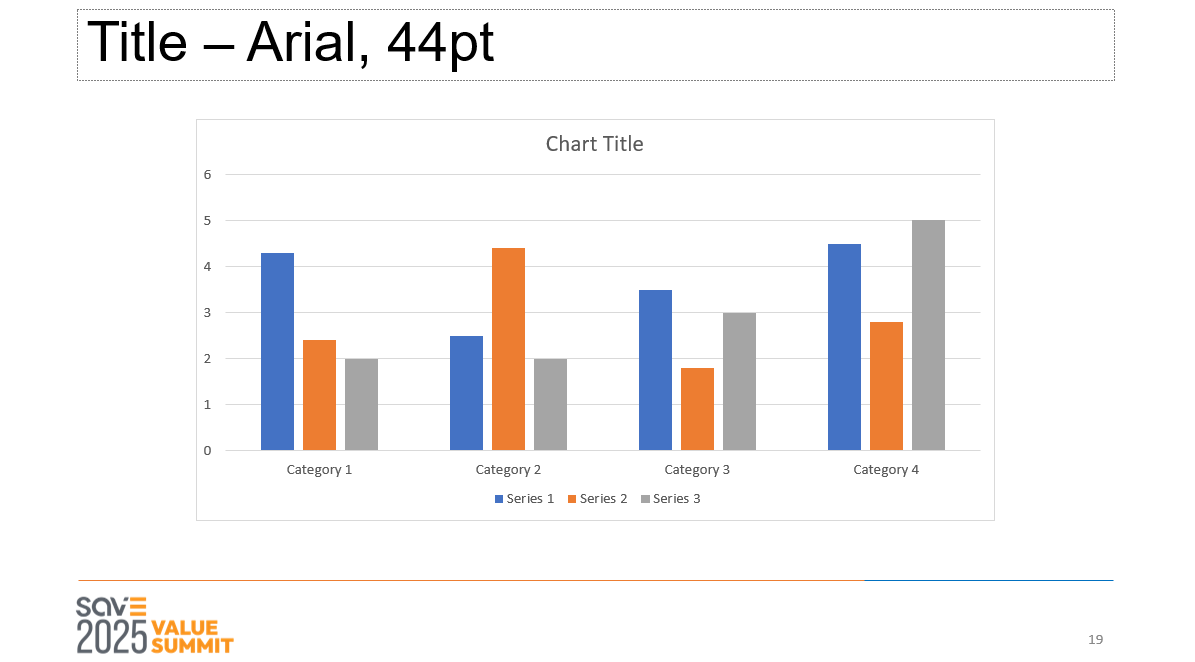 Title – Arial, 44pt
Chart Title
6
5
4
3
2
1
0
Category 1 Category 2 Category 3 Category 4
Series 1 Series 2 Series 3
SAVE
2025 VALUE SUMMIT
19